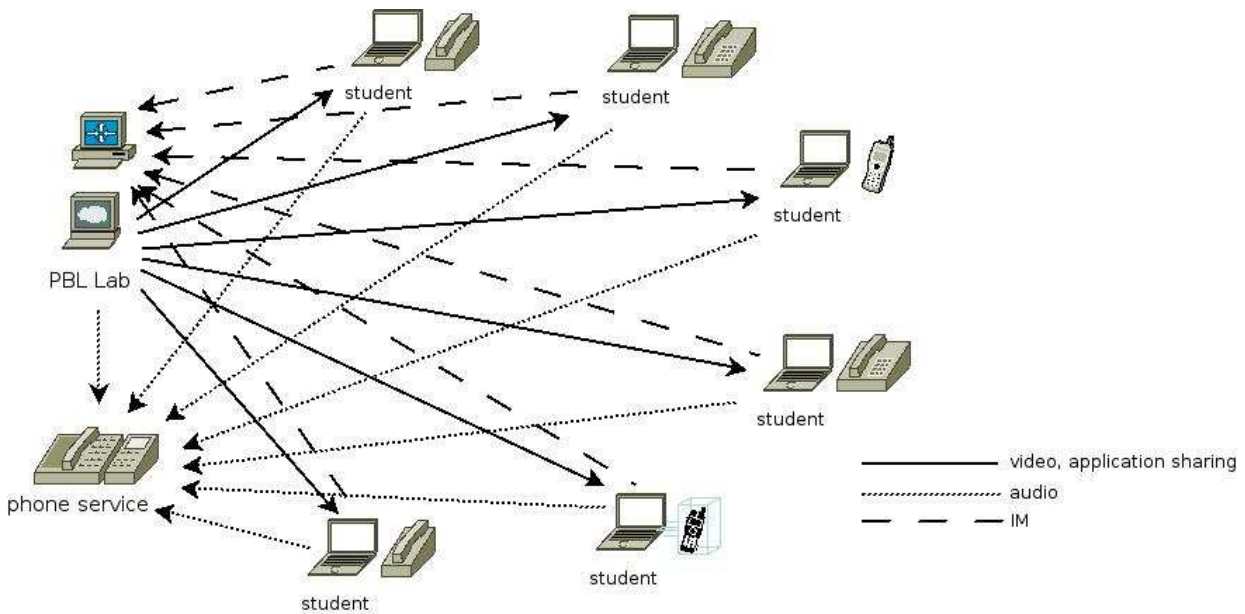 student
student
student
PBL Lab
student
phone service
student
student
video, application sharing
audio
IM